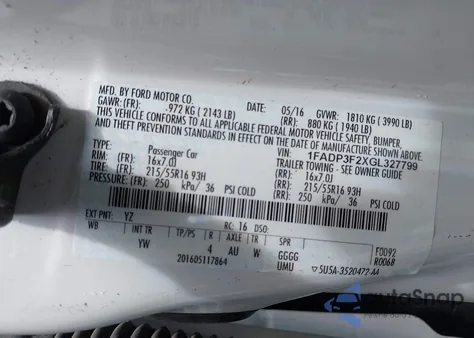 MFD. BY FORD MOTOR CO.
DATE: 05/16 GVWR: 1810 KG ( 3990 LB)
GAWR:(FR): 972 KG ( 2143 LB) (RR): 880 KG ( 1940 LB)
THIS VEHICLE CONFORMS TO ALL APPLICABLE FEDERAL MOTOR VEHICLE SAFETY, BUMPER,
AND THEFT PREVENTION STANDARDS IN EFFECT ON THE DATE OF MANUFACTURE SHOWN ABOVE.
VIN: 1FADP3F2XGL327799
TYPE: Passenger Car TRAILER TOWING - SEE OWNER GUIDE
RIM: (FR) 16x7.0J (RR): 16x7.0J
TIRE: (FR): 215/55R16 93H (RR): 215/55R16 93H
PRESSURE: (FR) 250 kPa/ 36 PSI COLD (RR): 250 kPa/ 36 PSI COLD
EXT PNT: YZ RC: 16 DSO:
WB INT TR TP/PS R AXLE TR SPR F0092
YW 4 AU W GGGG R0068
201605117864 UMU ▽5U5A-3520472-AA
autoSnap